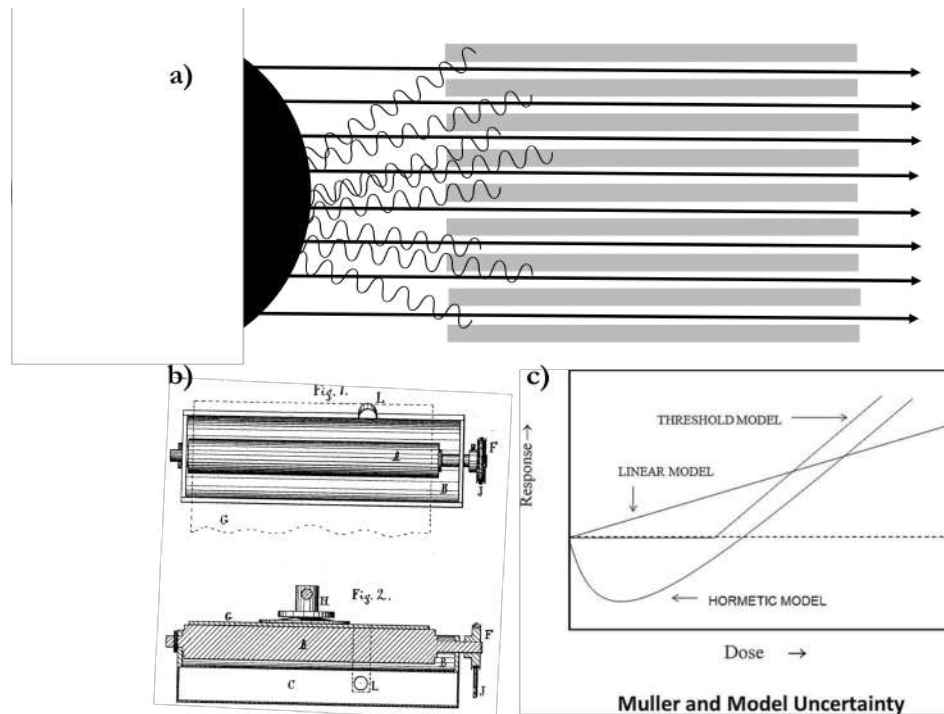 a)
b)
Fig. 1.
L
F
A
B
J
G
Fig. 2.
H
G
F
A
B
C
L
J
c)
Response →
THRESHOLD MODEL
LINEAR MODEL
HORMETIC MODEL
Dose →
Muller and Model Uncertainty